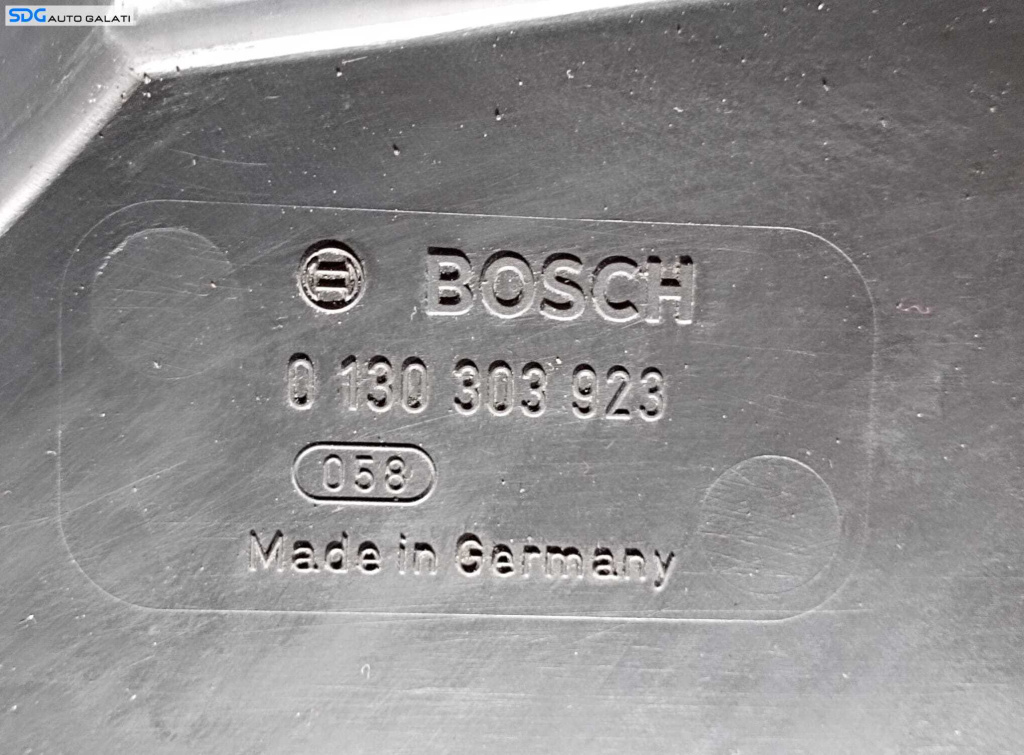 SDG AUTO GALATI
BOSCH
0 130 303 923
058
Made in Germany